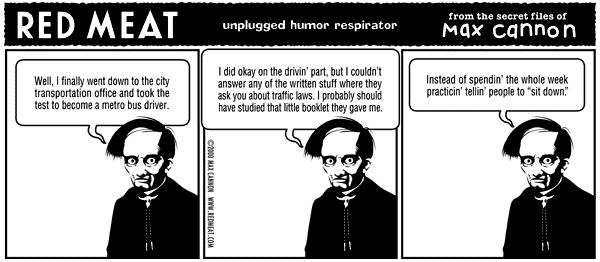 RED MEAT
unplugged humor respirator
from the secret files of
Max cannon
Well, I finally went down to the city
transportation office and took the
test to become a metro bus driver.
I did okay on the drivin' part, but I couldn't
answer any of the written stuff where they
ask you about traffic laws. I probably should
have studied that little booklet they gave me.
Instead of spendin' the whole week
practicin' tellin' people to “sit down.”
©2000 MAX CANNON WWW.REDMEAT.COM